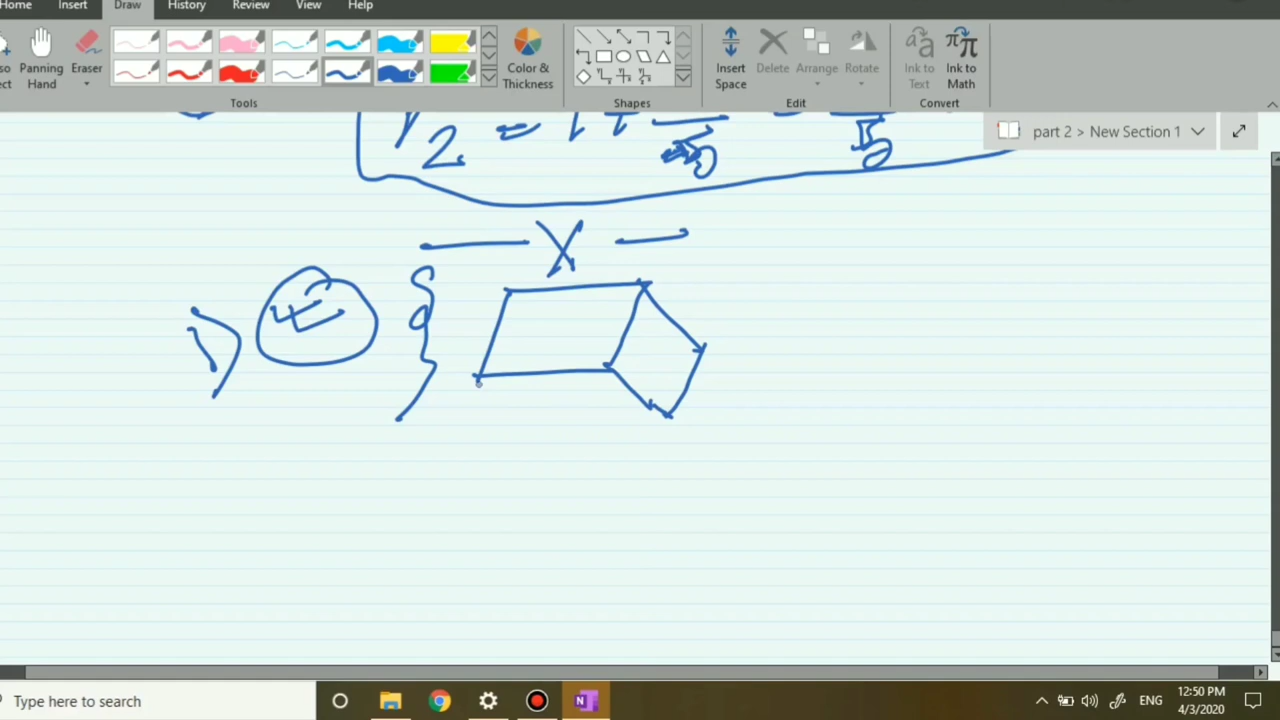 Home Insert Draw History Review View Help
Panning Hand
Eraser
Color & Thickness
Insert Space
Delete
Arrange
Rotate
Ink to Text
Ink to Math
Tools
Shapes
Edit
Convert
part 2 > New Section 1
X
Type here to search
ENG
12:50 PM
4/3/2020